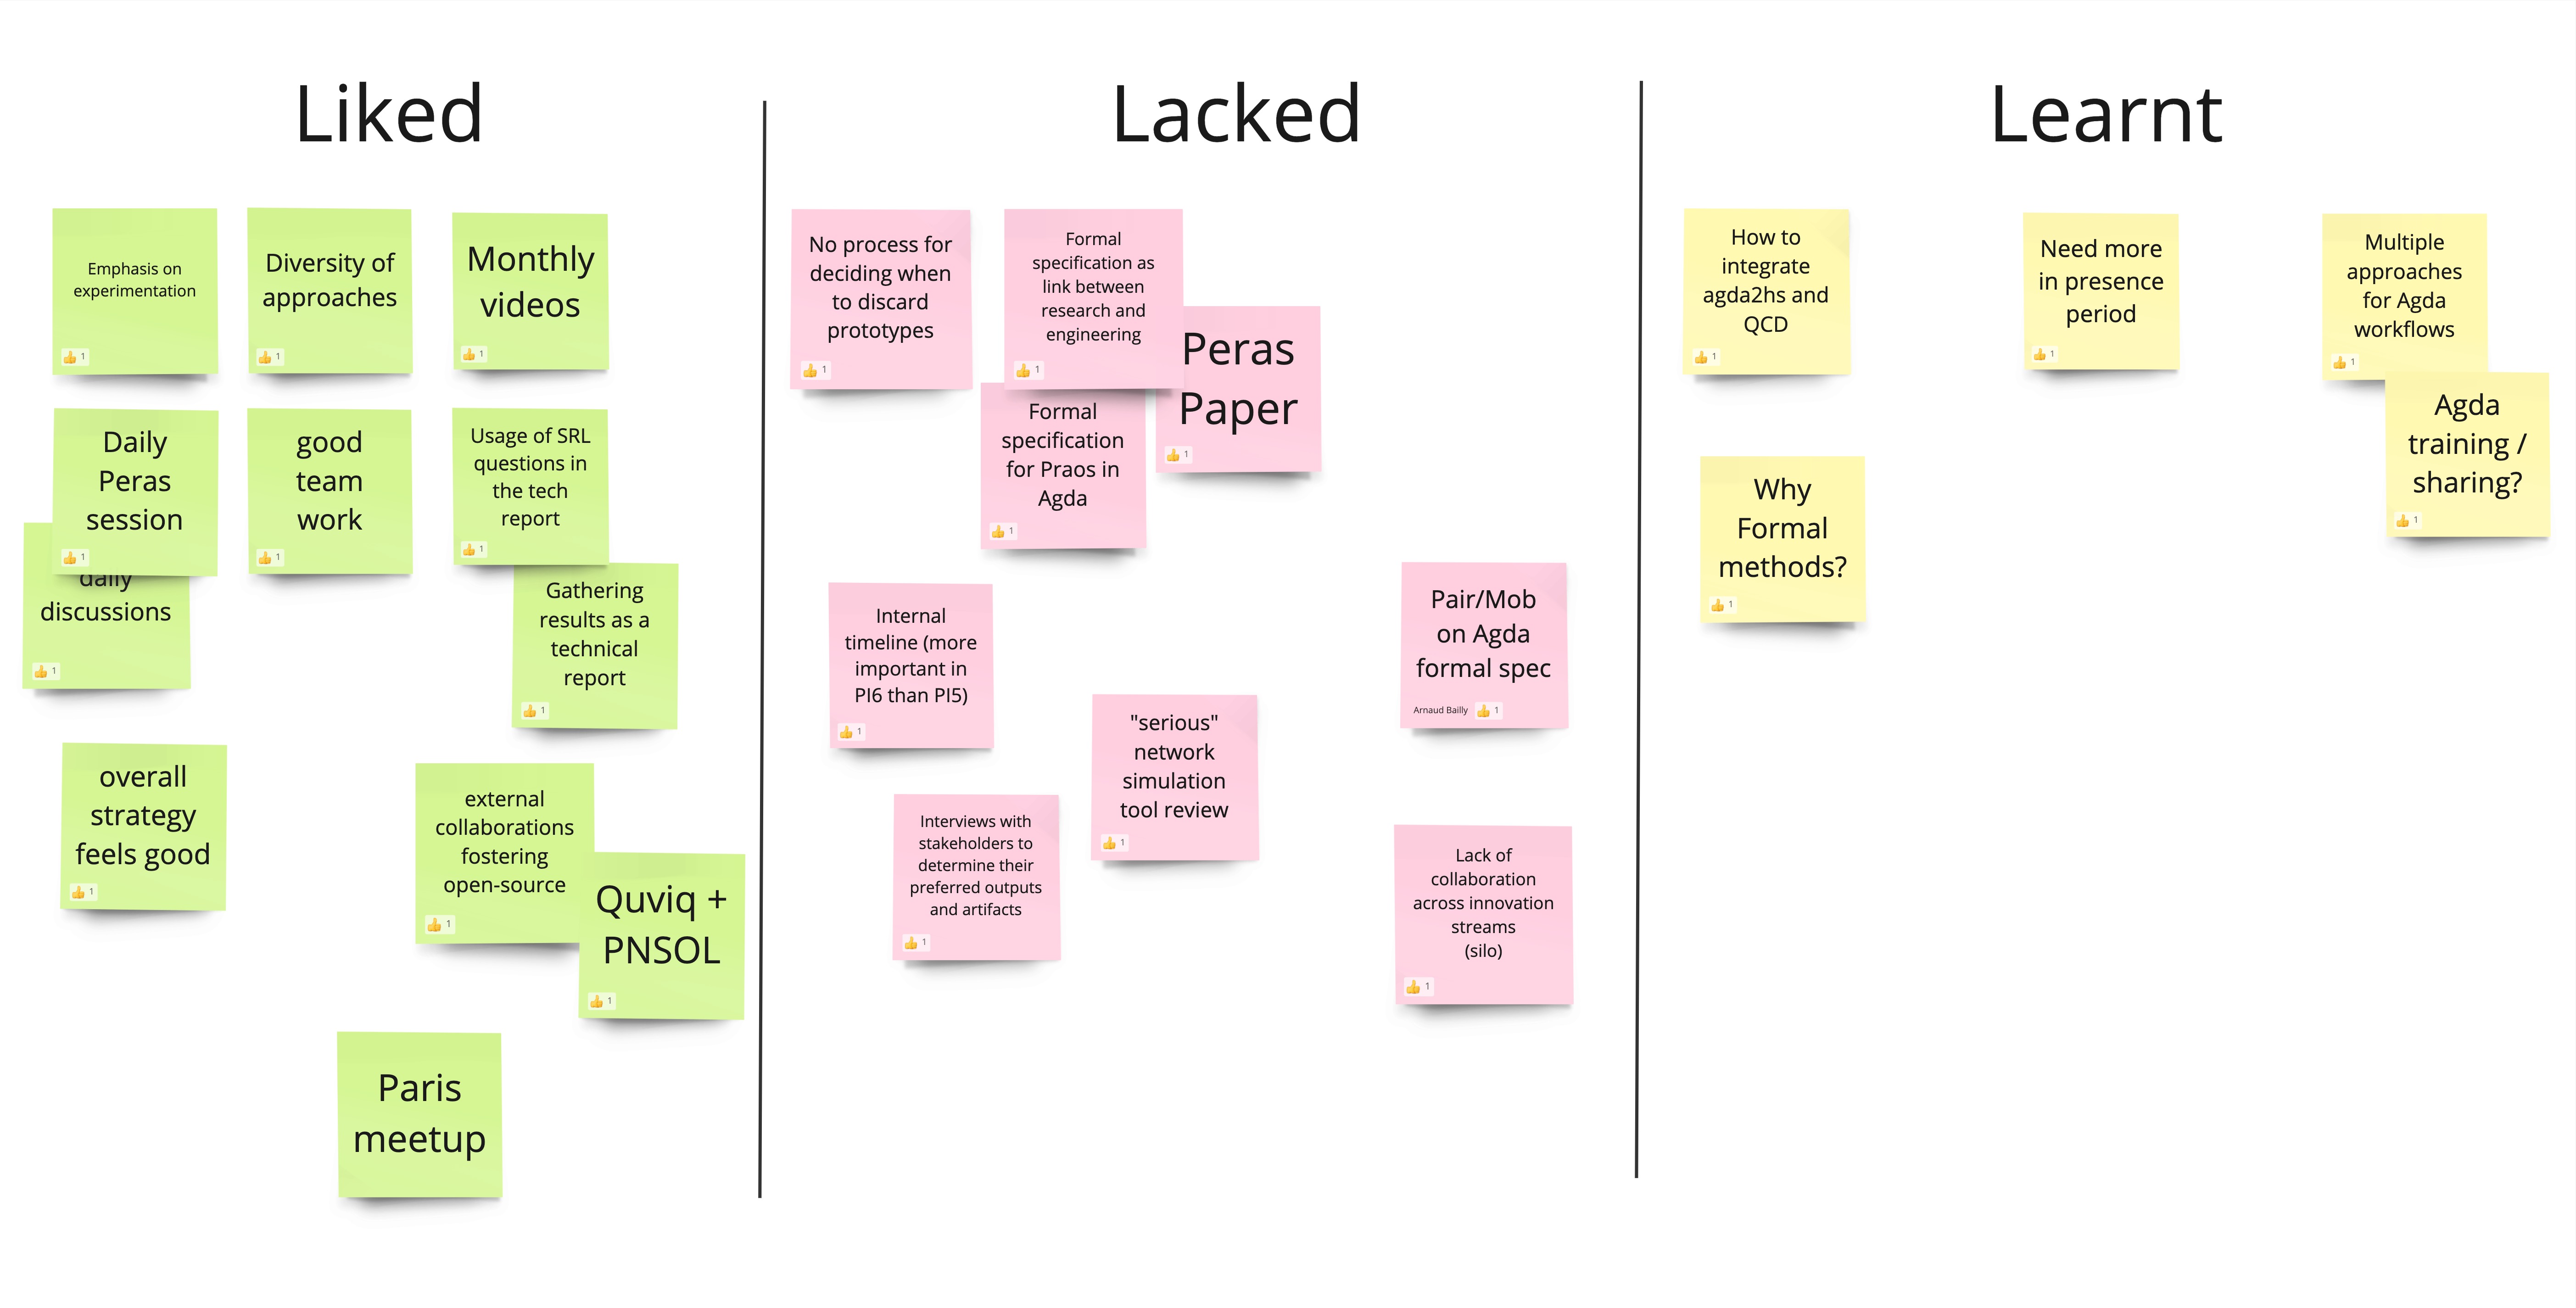 Liked
Emphasis on
experimentation
1
Diversity of
approaches
1
Monthly
videos
1
Daily
Peras
session
1
daily
discussions
1
good
team
work
1
Usage of SRL
questions in
the tech
report
1
Gathering
results as a
technical
report
1
overall
strategy
feels good
1
external
collaborations
fostering
open-source
1
Quviq +
PNSOL
1
Paris
meetup
Lacked
No process for
deciding when
to discard
prototypes
1
Formal
specification as
link between
research and
engineering
1
Peras
Paper
1
Formal
specification
for Praos in
Agda
1
Internal
timeline (more
important in
PI6 than PI5)
1
"serious"
network
simulation
tool review
1
Interviews with
stakeholders to
determine their
preferred outputs
and artifacts
1
Pair/Mob
on Agda
formal spec
Arnaud Bailly 1
Lack of
collaboration
across innovation
streams
(silo)
1
Learnt
How to
integrate
agda2hs and
QCD
1
Need more
in presence
period
1
Multiple
approaches
for Agda
workflows
1
Agda
training /
sharing?
1
Why
Formal
methods?
1